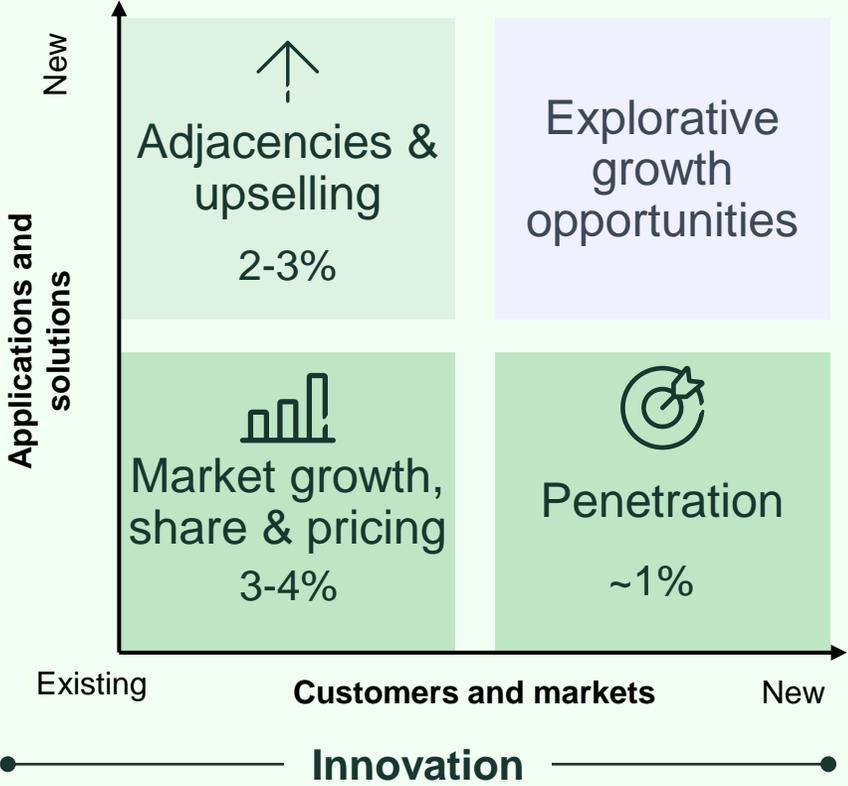 New
Applications and
solutions
Adjacencies &
upselling
2-3%
Explorative
growth
opportunities
Market growth,
share & pricing
3-4%
Penetration
~1%
Existing
Customers and markets
New
Innovation